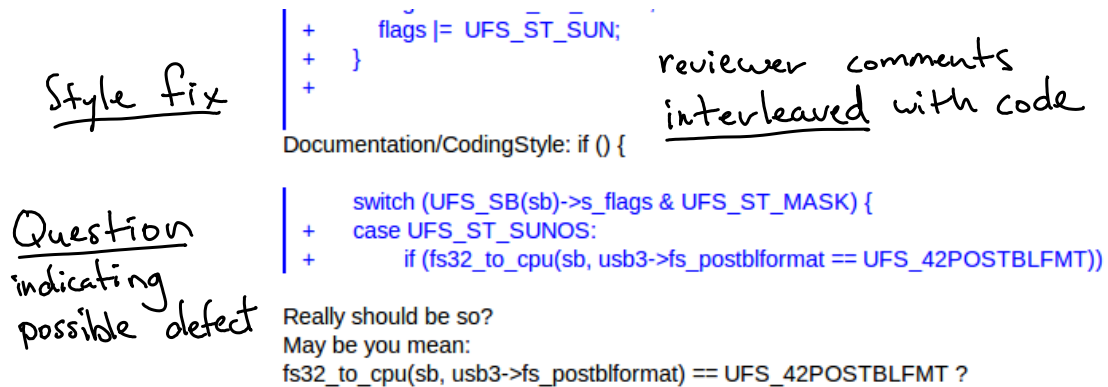 + flags |= UFS_ST_SUN;
+ }
+
Style fix
reviewer comments
interleaved with code
Documentation/CodingStyle: if () {
switch (UFS_SB(sb)->s_flags & UFS_ST_MASK) {
+ case UFS_ST_SUNOS:
+ if (fs32_to_cpu(sb, usb3->fs_postblformat == UFS_42POSTBLFMT))
Question
indicating
possible defect
Really should be so?
May be you mean:
fs32_to_cpu(sb, usb3->fs_postblformat) == UFS_42POSTBLFMT ?